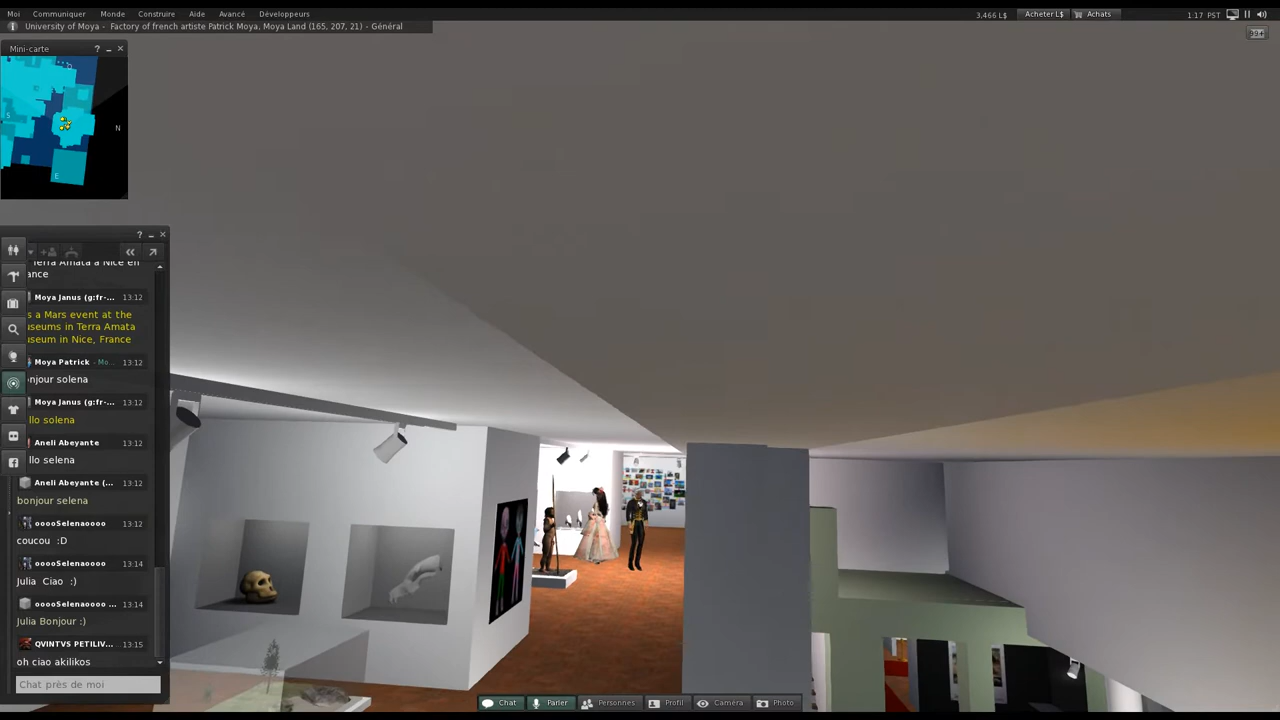 Moi Communiquer Monde Construire Aide Avancé Développeurs
3,466 L$ Acheter L$ Achats 1.17 PST
University of Moya - Factory of french artiste Patrick Moya, Moya Land (165, 207, 21) - Général
99+
Mini-carte ?
S
N
E
?
Terra Amata à Nice en
ance
Moya Janus (g:fr-... 13:12
s a Mars event at the
useums in Terra Amata
useum in Nice, France
Moya Patrick - Mo... 13:12
onjour solena
Moya Janus (g:fr-... 13:12
llo solena
Aneli Abeyante 13:12
llo selena
Aneli Abeyante (... 13:12
bonjour selena
ooooSelenaoooo 13:12
coucou :D
ooooSelenaoooo 13:14
Julia Ciao :)
ooooSelenaoooo ... 13:14
Julia Bonjour :)
QVINTVS PETILIV... 13:15
oh ciao akilikos
Chat près de moi
Chat Parler Personnes Profil Caméra Photo